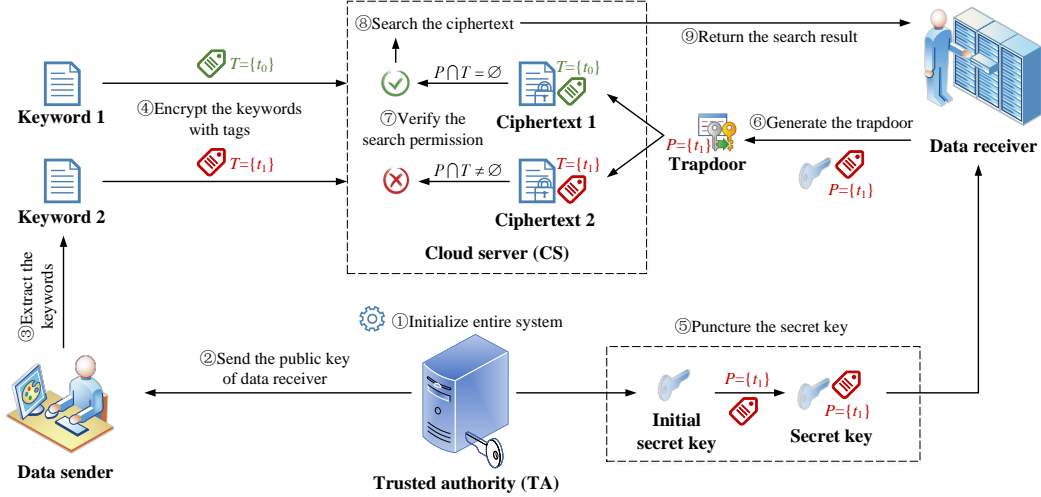 ⑧Search the ciphertext
⑨Return the search result
T={t₀}
P⋂T=∅
T={t₀}
Keyword 1
④Encrypt the keywords
with tags
⑦Verify the
search permission
Ciphertext 1
⑥Generate the trapdoor
Data receiver
P={t₁}
Trapdoor
P={t₁}
T={t₁}
P⋂T≠∅
T={t₁}
Keyword 2
Ciphertext 2
Cloud server (CS)
③Extract the
keywords
①Initialize entire system
⑤Puncture the secret key
②Send the public key
of data receiver
P={t₁}
P={t₁}
Initial
secret key
Secret key
Data sender
Trusted authority (TA)